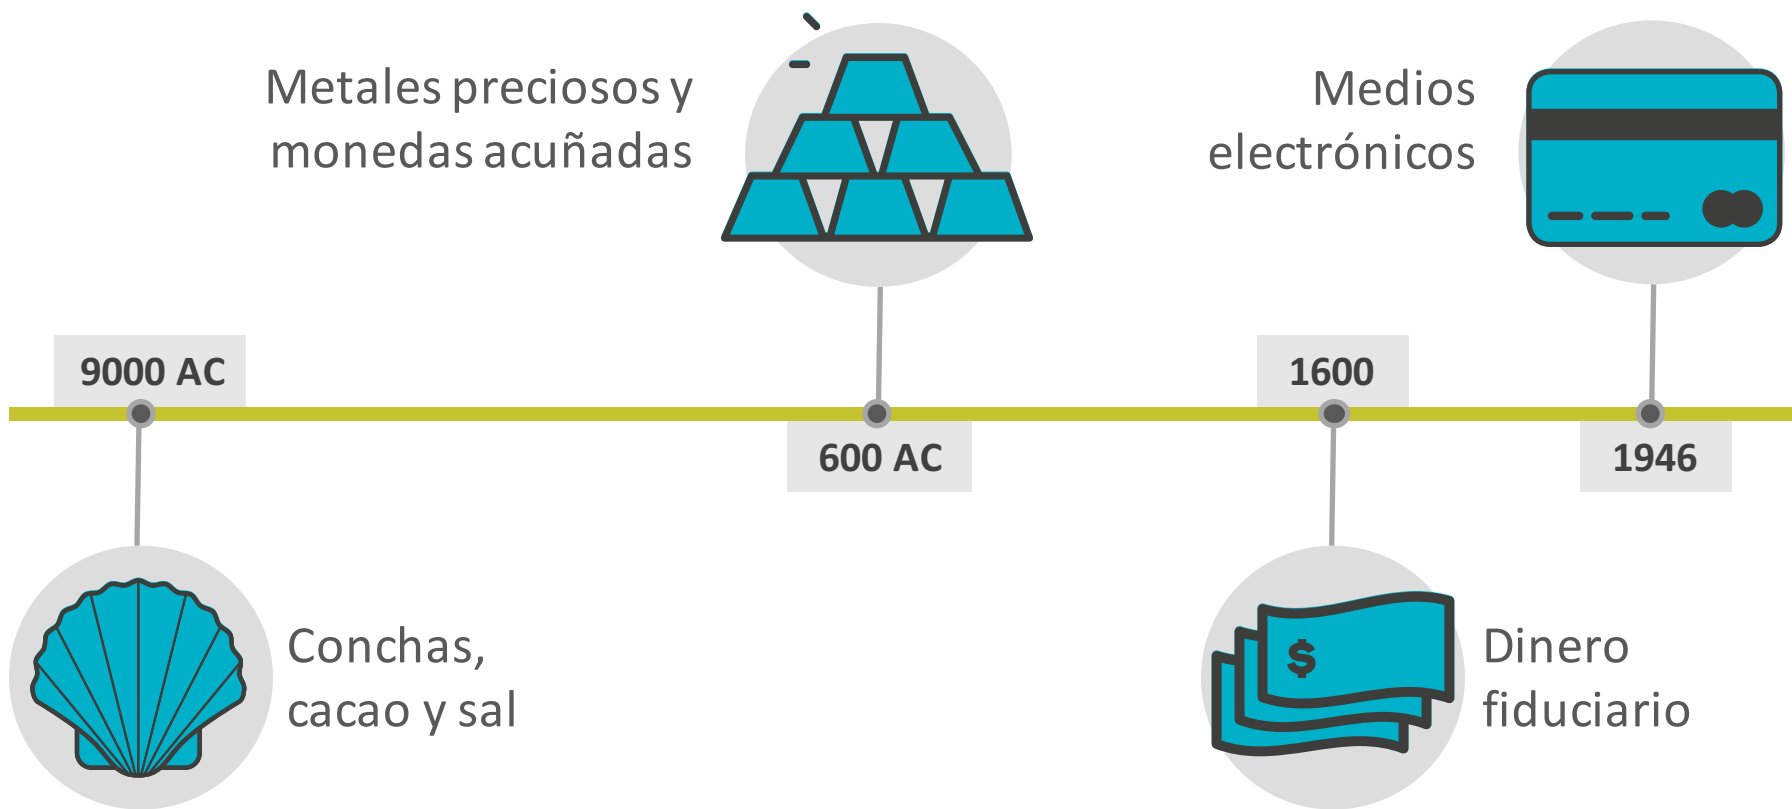 Metales preciosos y
monedas acuñadas
Medios
electrónicos
9000 AC
1600
600 AC
1946
$
Conchas,
cacao y sal
Dinero
fiduciario